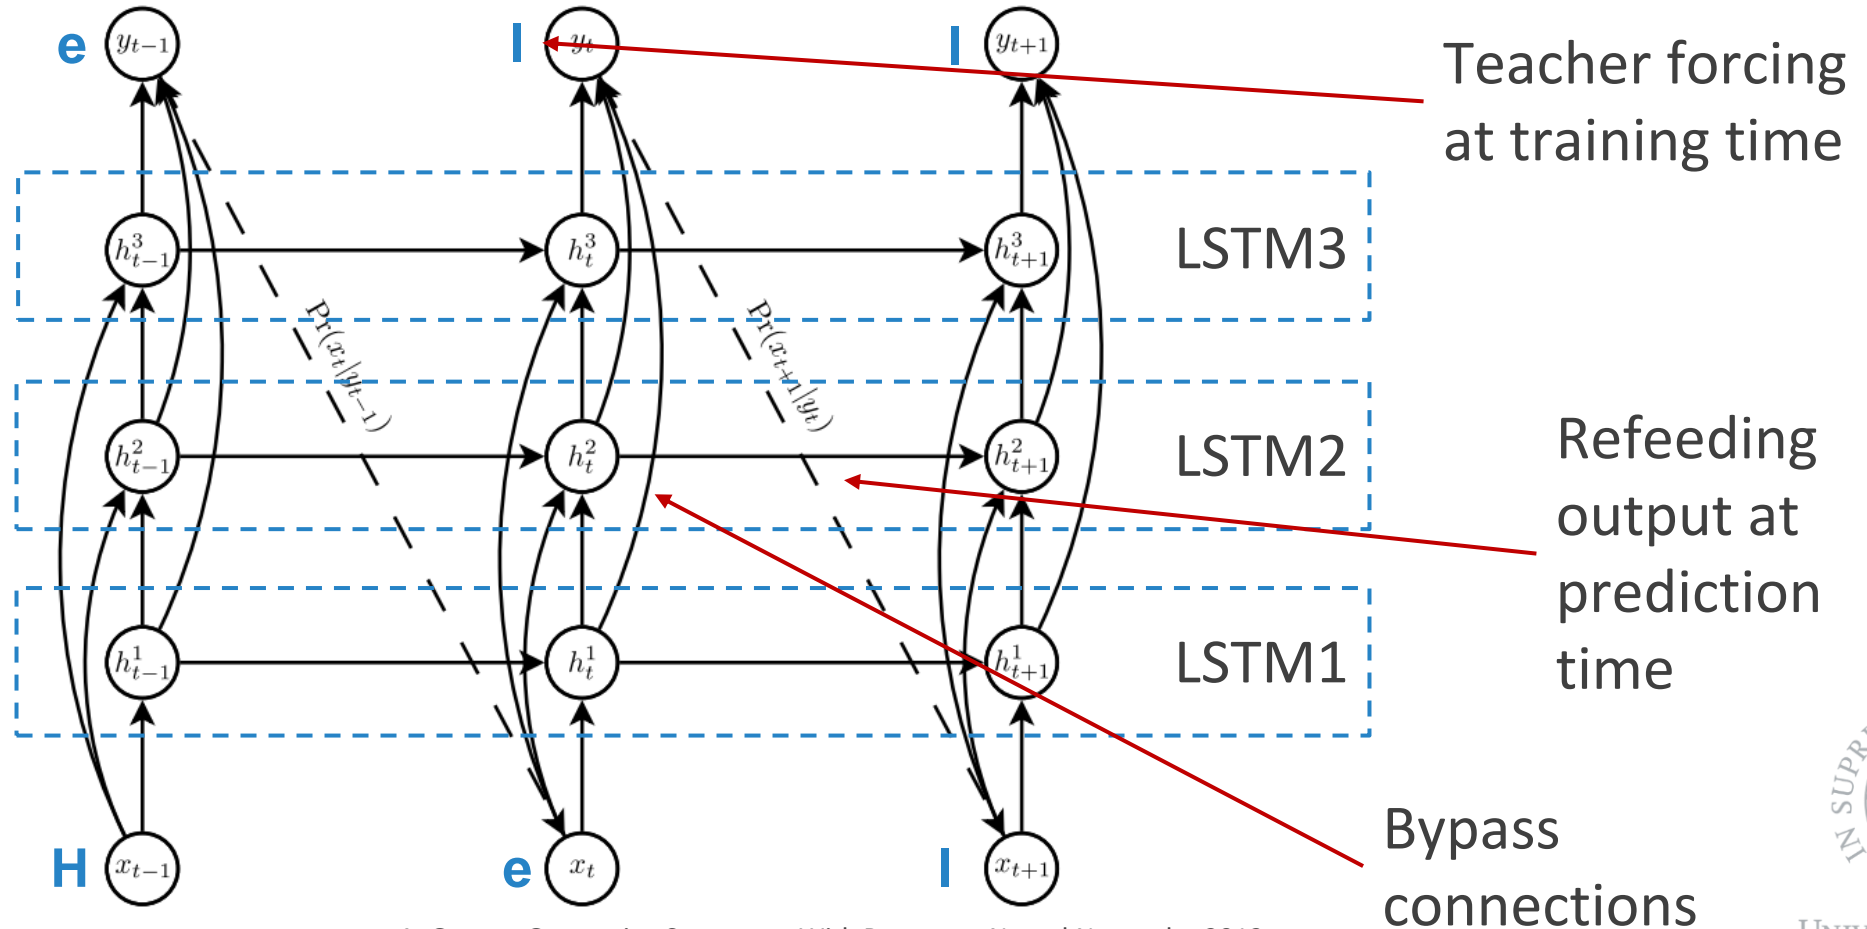 e
y_{t-1}
l
y_t
l
y_{t+1}
Teacher forcing
at training time
h^3_{t-1}
h^3_t
h^3_{t+1}
LSTM3
Pr(x_t|y_{t-1})
Pr(x_{t+1}|y_t)
h^2_{t-1}
h^2_t
h^2_{t+1}
LSTM2
Refeeding
output at
prediction
time
h^1_{t-1}
h^1_t
h^1_{t+1}
LSTM1
H
x_{t-1}
e
x_t
l
x_{t+1}
Bypass
connections
IN SUPR